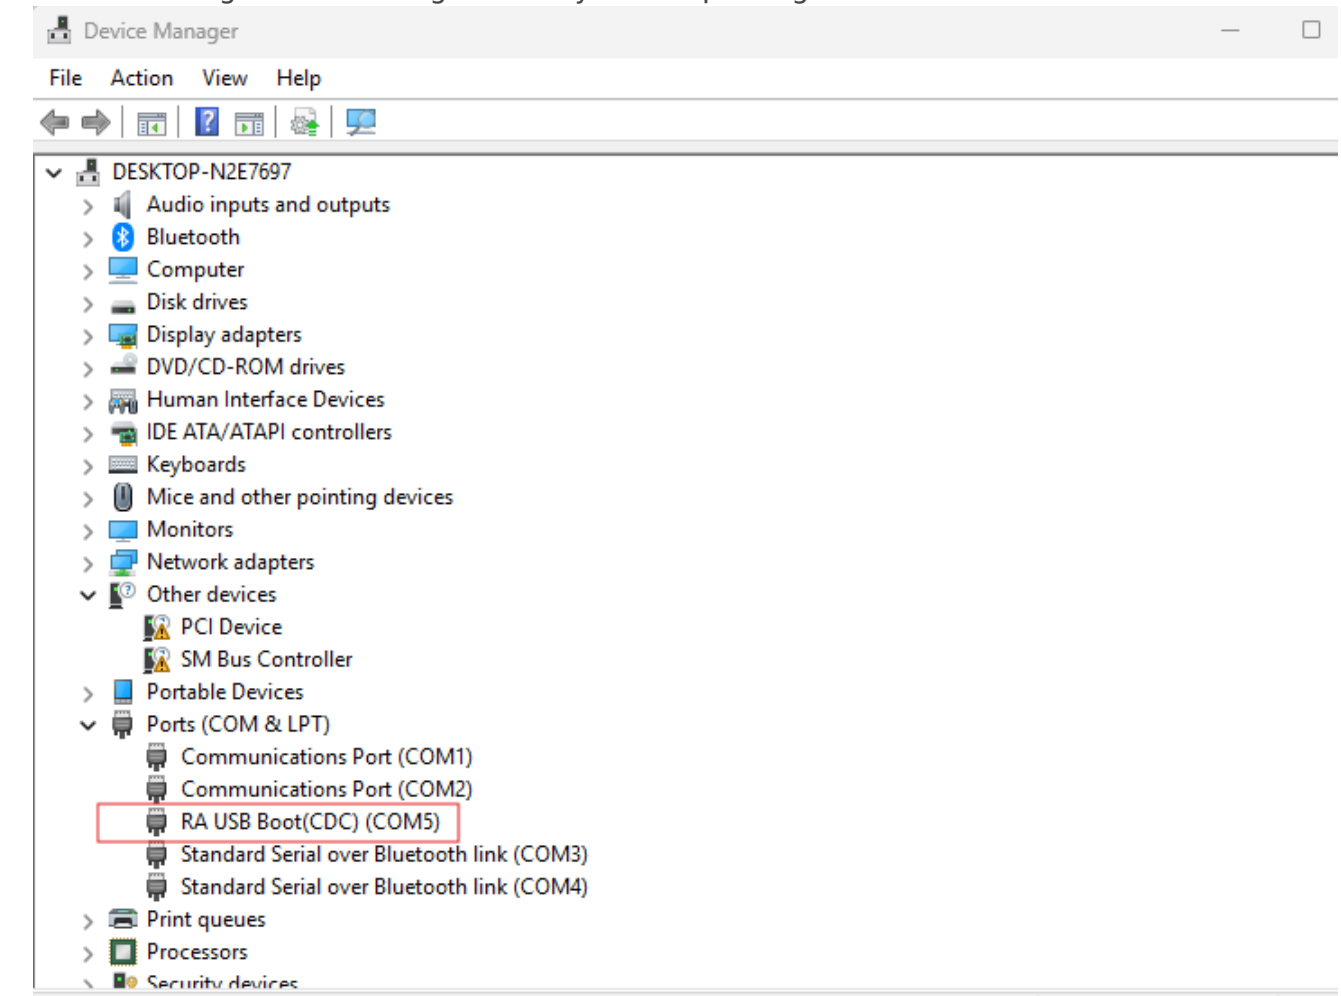 Device Manager
File Action View Help
DESKTOP-N2E7697
Audio inputs and outputs
Bluetooth
Computer
Disk drives
Display adapters
DVD/CD-ROM drives
Human Interface Devices
IDE ATA/ATAPI controllers
Keyboards
Mice and other pointing devices
Monitors
Network adapters
Other devices
PCI Device
SM Bus Controller
Portable Devices
Ports (COM & LPT)
Communications Port (COM1)
Communications Port (COM2)
RA USB Boot(CDC) (COM5)
Standard Serial over Bluetooth link (COM3)
Standard Serial over Bluetooth link (COM4)
Print queues
Processors
Security devices